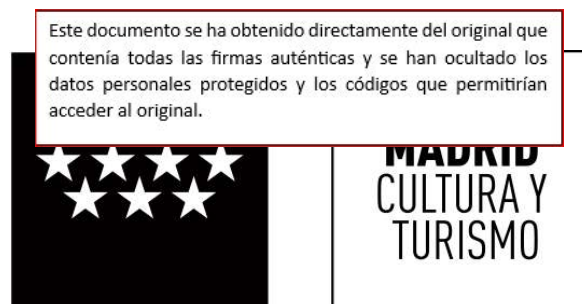 Este documento se ha obtenido directamente del original que
contenía todas las firmas auténticas y se han ocultado los
datos personales protegidos y los códigos que permitirían
acceder al original.
MADRID
CULTURA Y
TURISMO